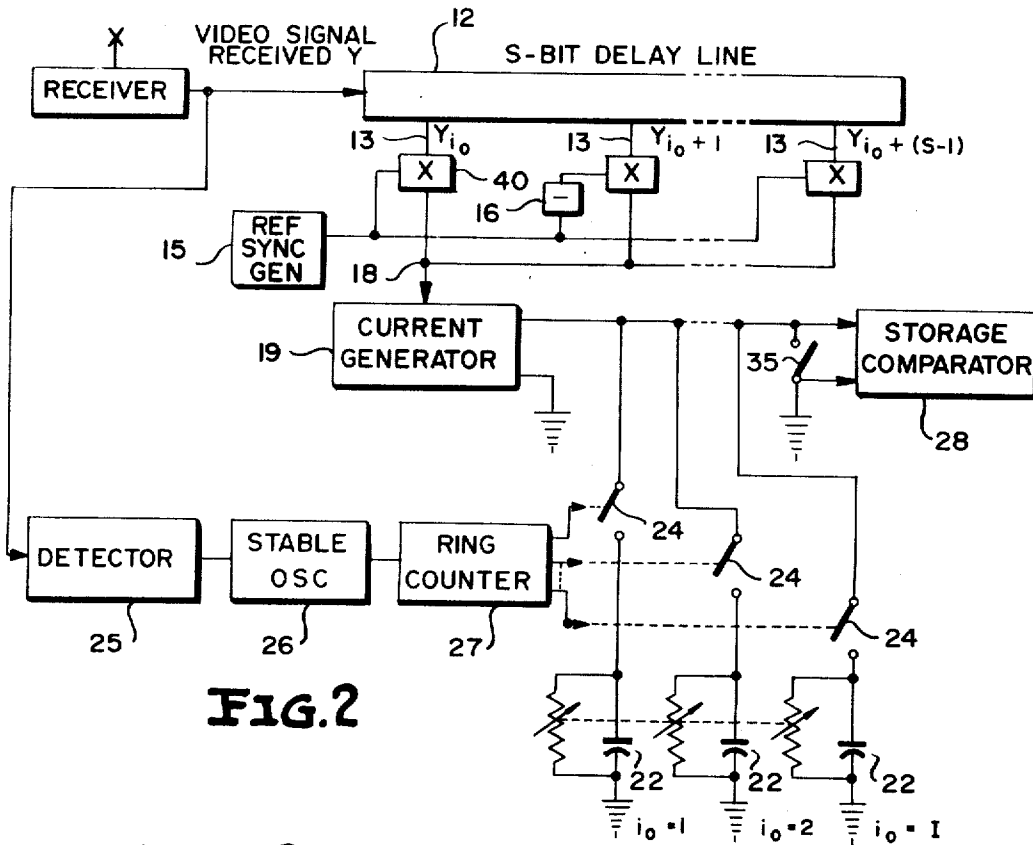 VIDEO SIGNAL
RECEIVED Y
12
S-BIT DELAY LINE
X
RECEIVER
13
Yi₀
13
Yi₀ + 1
13
Yi₀ + (S-1)
X
40
16
−
X
X
15
REF
SYNC
GEN
18
19
CURRENT
GENERATOR
35
STORAGE
COMPARATOR
28
24
24
24
DETECTOR
STABLE
OSC
RING
COUNTER
25
26
27
FIG.2
22
22
22
i₀ = 1
i₀ = 2
i₀ = I